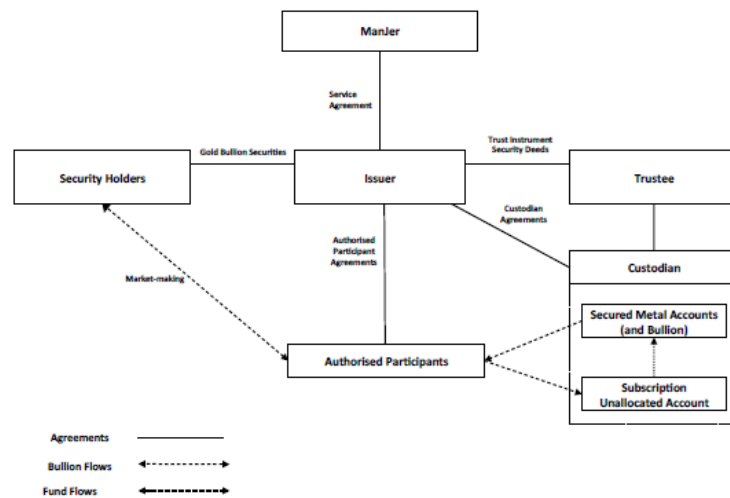 ManJer
Service
Agreement
Gold Bullion Securities
Trust Instrument
Security Deeds
Security Holders
Issuer
Trustee
Custodian
Agreements
Authorised
Participant
Agreements
Custodian
Market-making
Secured Metal Accounts
(and Bullion)
Authorised Participants
Subscription
Unallocated Account
Agreements
Bullion Flows
Fund Flows